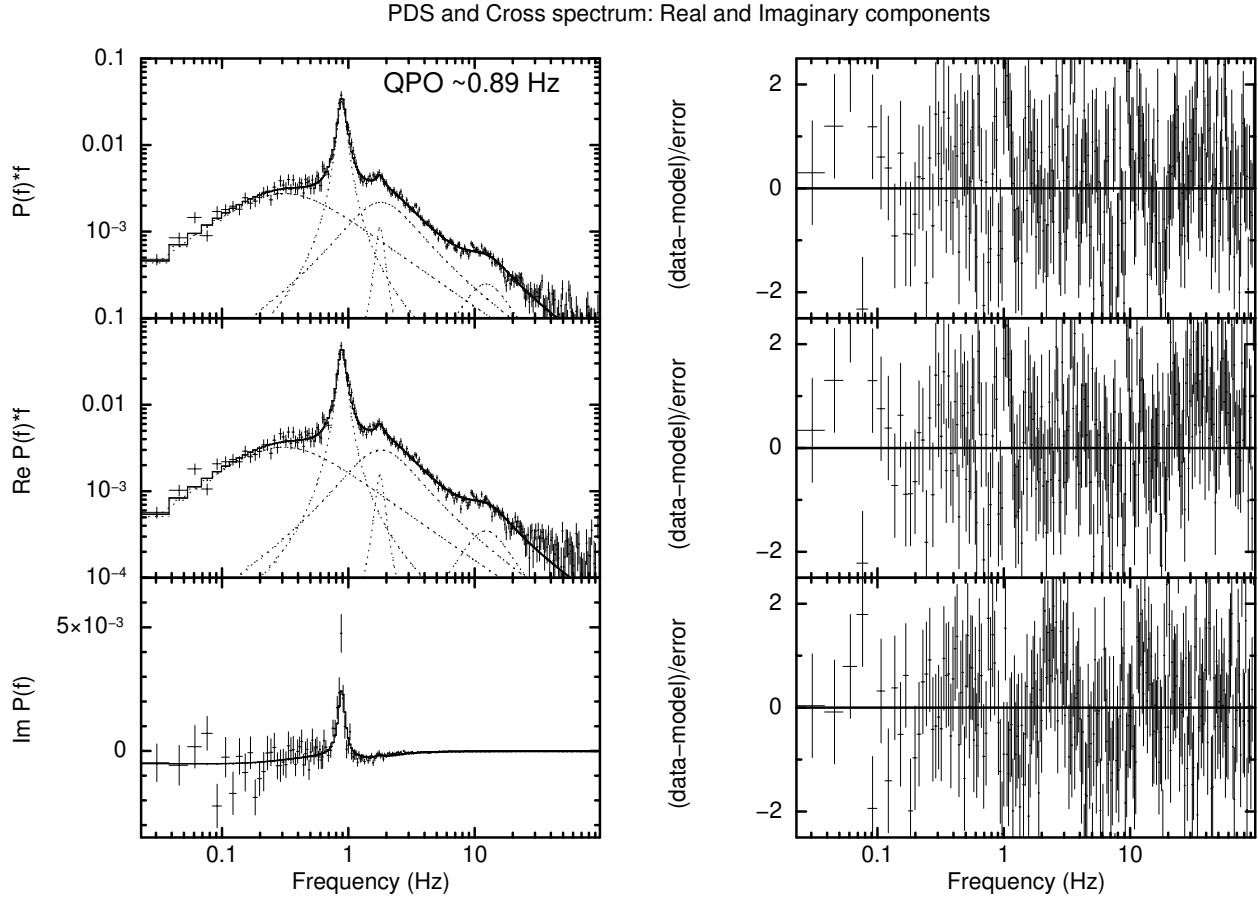 PDS and Cross spectrum: Real and Imaginary components
QPO ~0.89 Hz
P(f)*f
0.1
0.01
10⁻³
0.1
Re P(f)*f
0.01
10⁻³
10⁻⁴
Im P(f)
5×10⁻³
0
0.1
1
10
Frequency (Hz)
(data−model)/error
2
0
−2
(data−model)/error
2
0
−2
(data−model)/error
2
0
−2
0.1
1
10
Frequency (Hz)